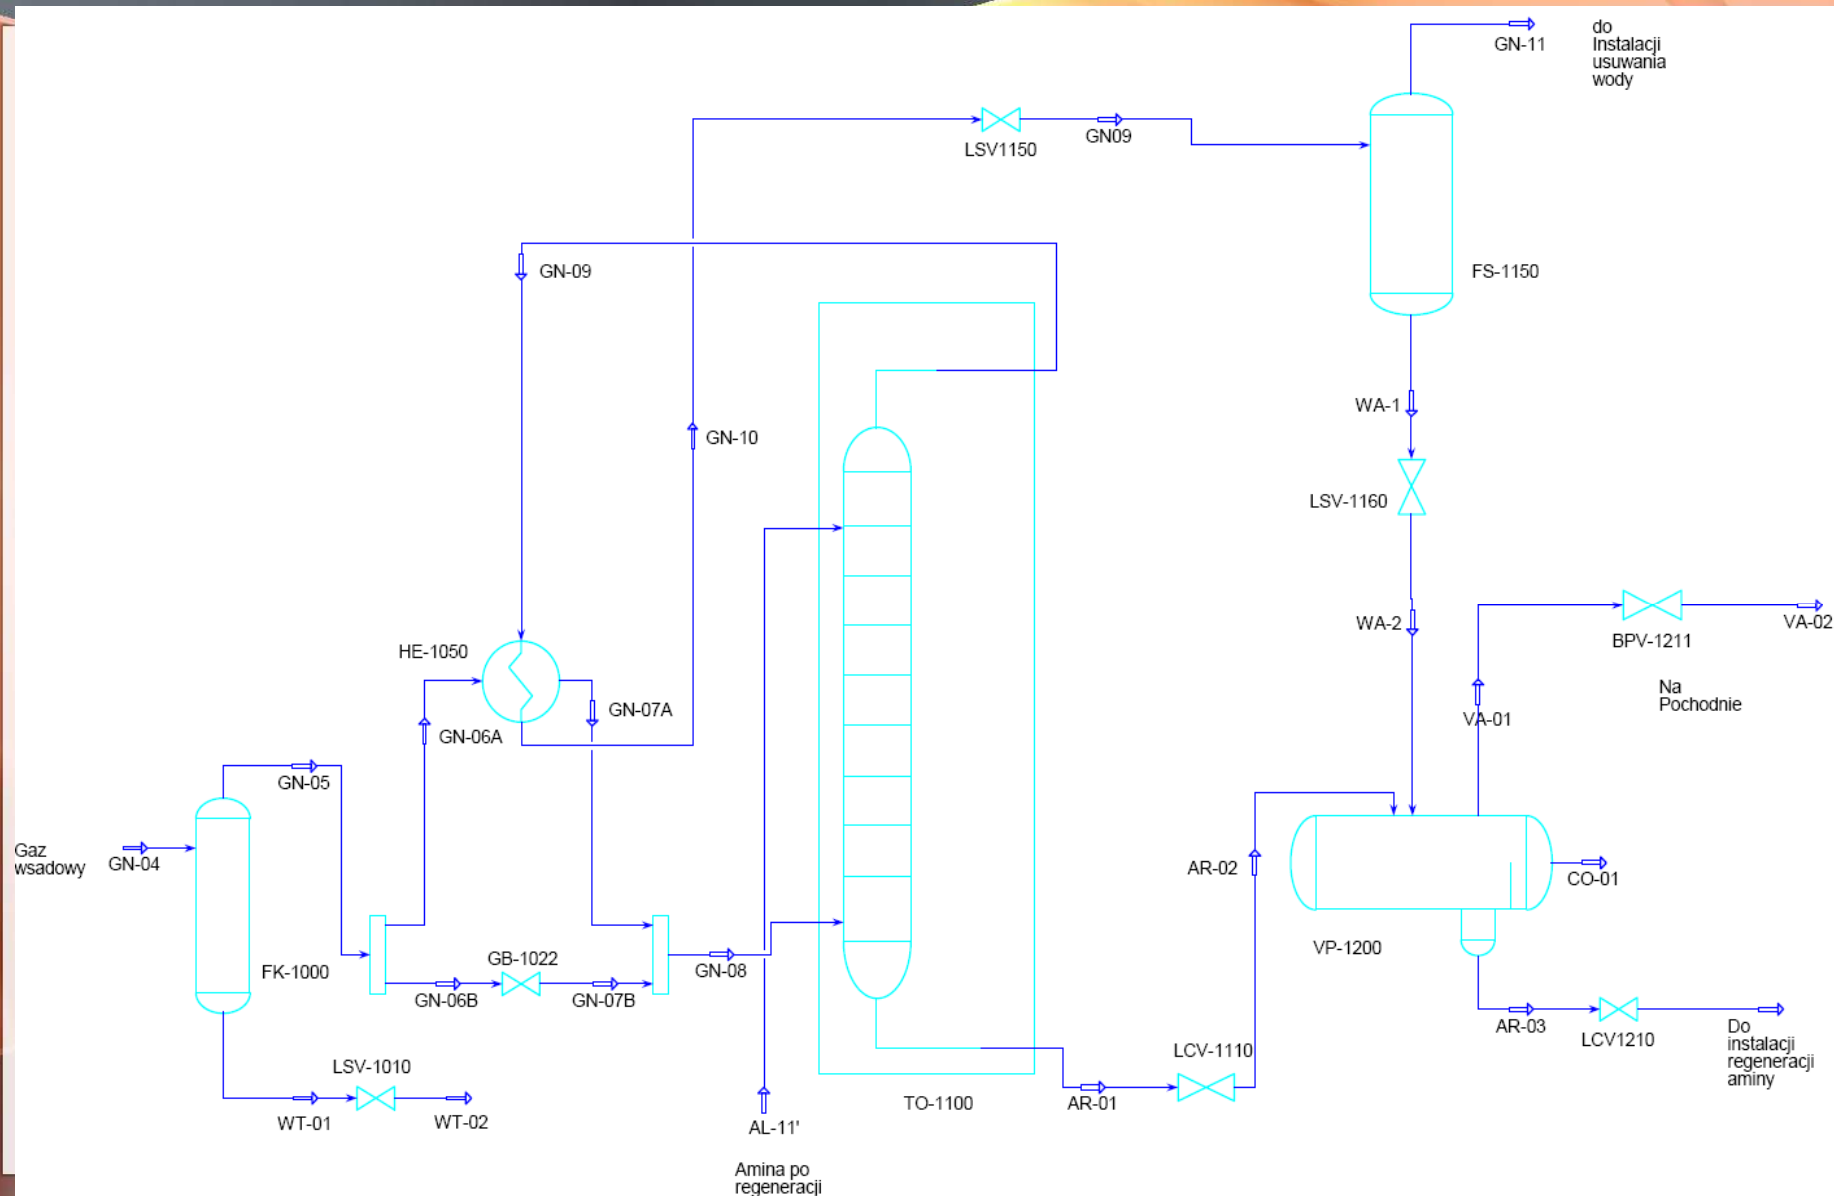 GN-11
do
Instalacji
usuwania
wody
LSV1150
GN09
FS-1150
GN-09
GN-10
WA-1
LSV-1160
WA-2
HE-1050
GN-06A
GN-07A
BPV-1211
VA-02
Na
Pochodnie
VA-01
GN-05
Gaz
wsadowy
GN-04
FK-1000
GB-1022
GN-06B
GN-07B
GN-08
AR-02
CO-01
VP-1200
AR-03
LCV1210
Do
instalacji
regeneracji
aminy
LSV-1010
WT-01
WT-02
LCV-1110
AR-01
TO-1100
AL-11'
Amina po
regeneracji